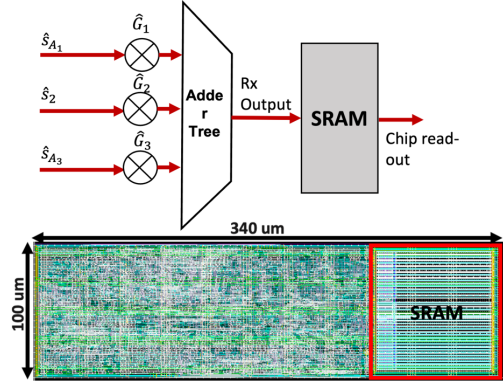 ŝ_{A_1}
Ĝ_1
ŝ_2
Ĝ_2
ŝ_{A_3}
Ĝ_3
Adde
r
Tree
Rx
Output
SRAM
Chip read-
out
340 um
100 um
SRAM